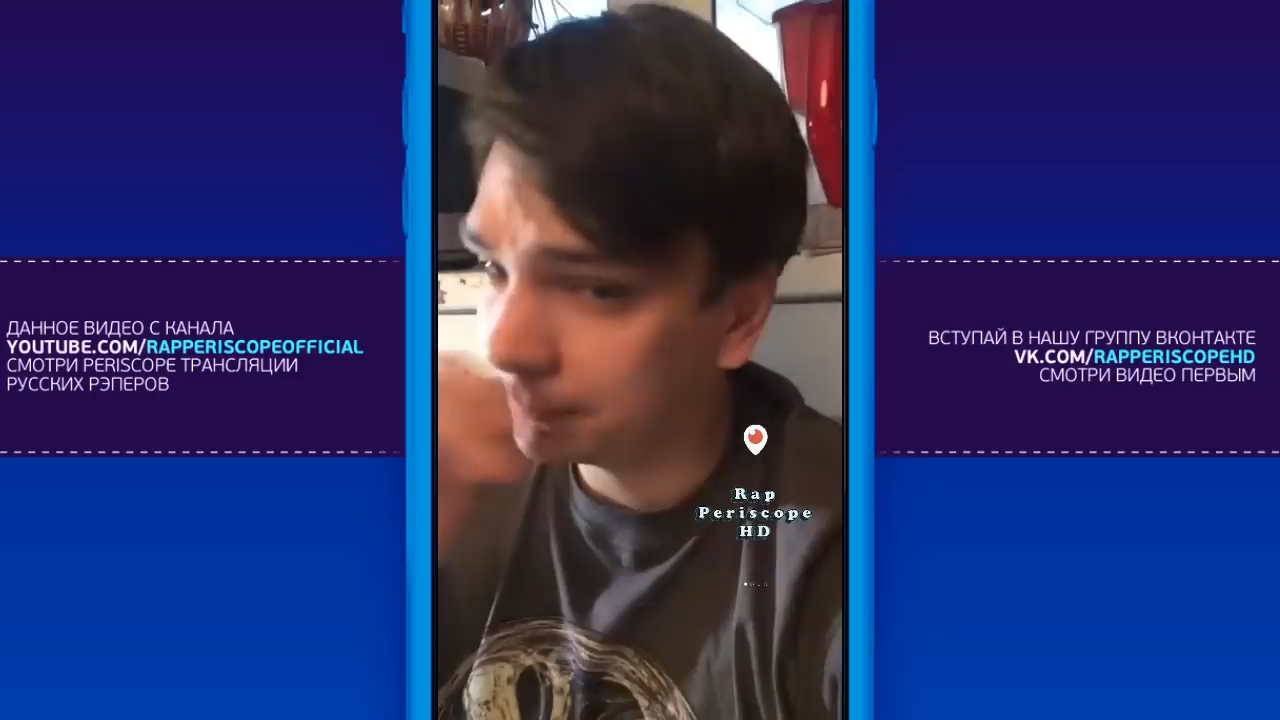 ДАННОЕ ВИДЕО С КАНАЛА
YOUTUBE.COM/RAPPERISCOPEOFFICIAL
СМОТРИ PERISCOPE ТРАНСЛЯЦИИ
РУССКИХ РЭПЕРОВ
Rap
Periscope
HD
ВСТУПАЙ В НАШУ ГРУППУ ВКОНТАКТЕ
VK.COM/RAPPERISCOPEHD
СМОТРИ ВИДЕО ПЕРВЫМ